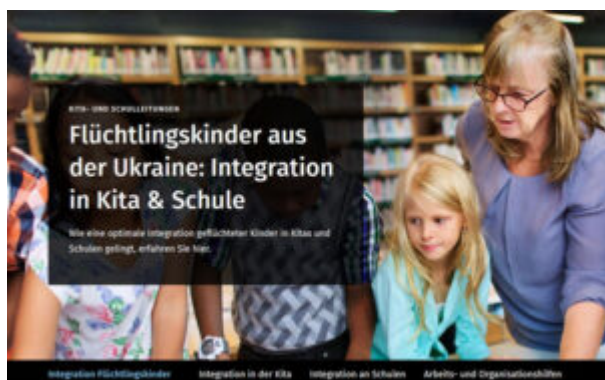 KITA- UND SCHULLEITUNGEN
Flüchtlingskinder aus
der Ukraine: Integration
in Kita & Schule
Wie eine optimale Integration geflüchteter Kinder in Kitas und
Schulen gelingt, erfahren Sie hier.
Integration Flüchtlingskinder Integration in der Kita Integration an Schulen Arbeits- und Organisationshilfen